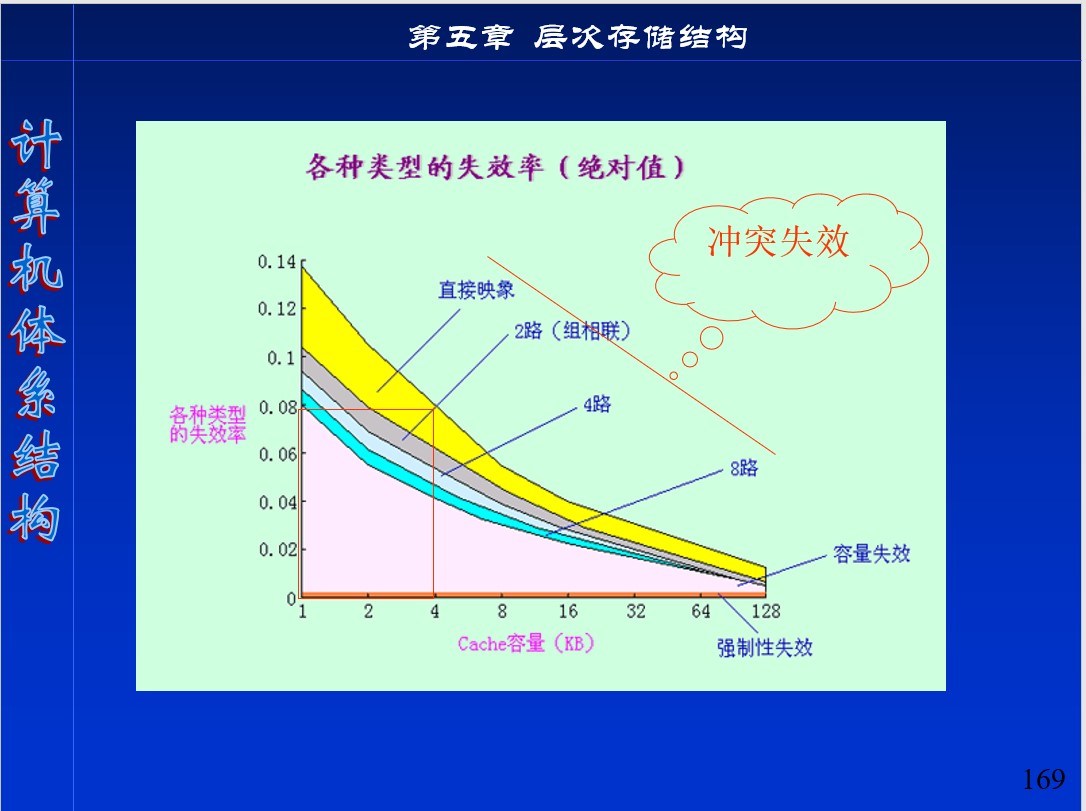 第五章 层次存储结构
计算机体系结构
各种类型的失效率（绝对值）
冲突失效
0.14
直接映象
0.12
2路（组相联）
0.1
4路
0.08
各种类型
的失效率
0.06
8路
0.04
0.02
容量失效
0
1 2 4 8 16 32 64 128
Cache容量（KB）
强制性失效
169